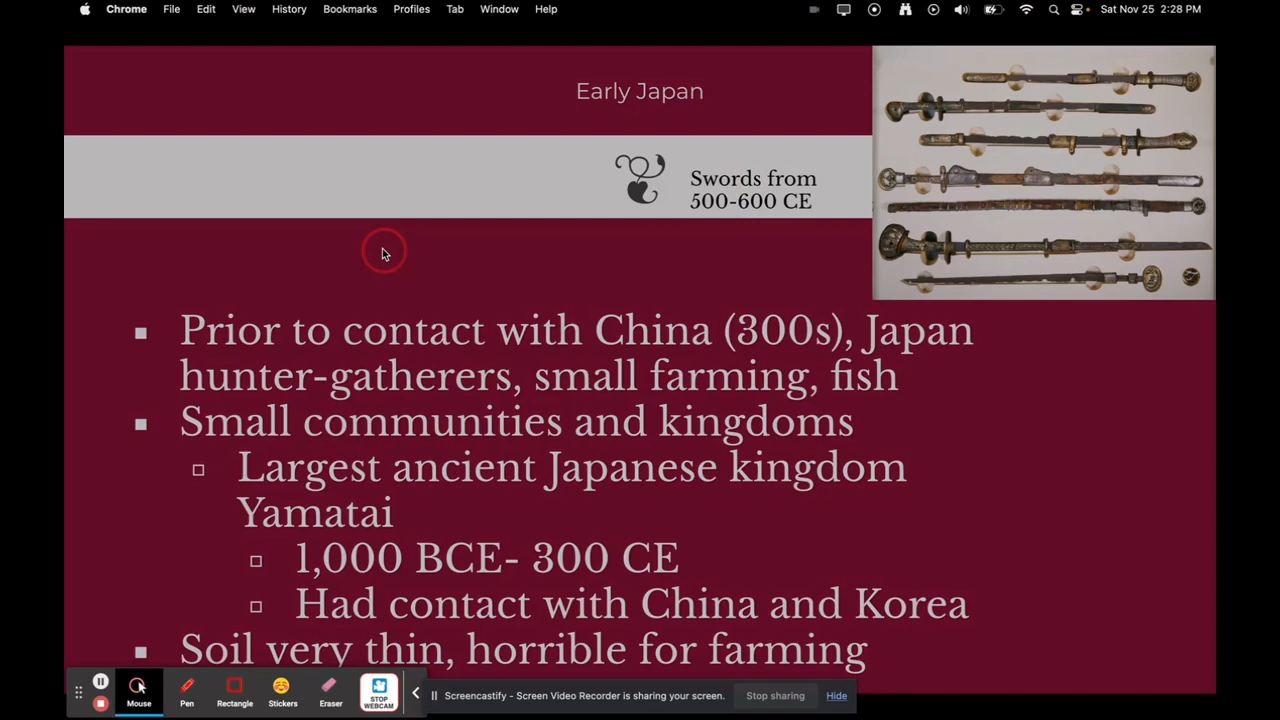 Chrome File Edit View History Bookmarks Profiles Tab Window Help Sat Nov 25 2:28 PM
Early Japan
Swords from
500-600 CE
Prior to contact with China (300s), Japan
hunter-gatherers, small farming, fish
Small communities and kingdoms
Largest ancient Japanese kingdom
Yamatai
1,000 BCE- 300 CE
Had contact with China and Korea
Soil very thin, horrible for farming
Mouse Pen Rectangle Stickers Eraser STOP WEBCAM
Screencastify - Screen Video Recorder is sharing your screen. Stop sharing Hide